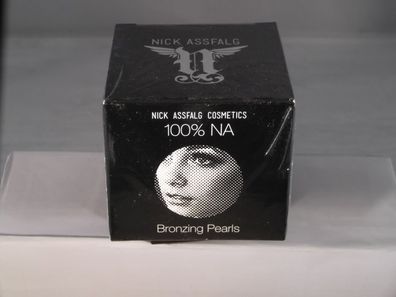 NICK ASSFALG
NICK ASSFALG COSMETICS
100% NA
Bronzing Pearls